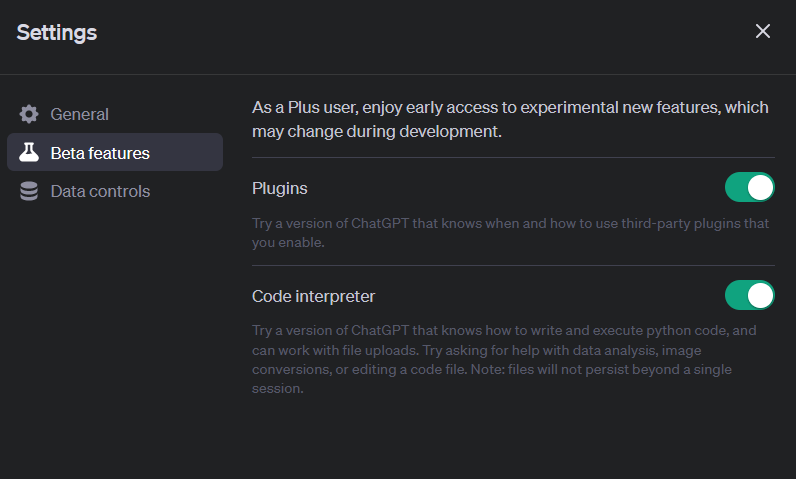 Settings
General
Beta features
Data controls
As a Plus user, enjoy early access to experimental new features, which
may change during development.
Plugins
Try a version of ChatGPT that knows when and how to use third-party plugins that
you enable.
Code interpreter
Try a version of ChatGPT that knows how to write and execute python code, and
can work with file uploads. Try asking for help with data analysis, image
conversions, or editing a code file. Note: files will not persist beyond a single
session.